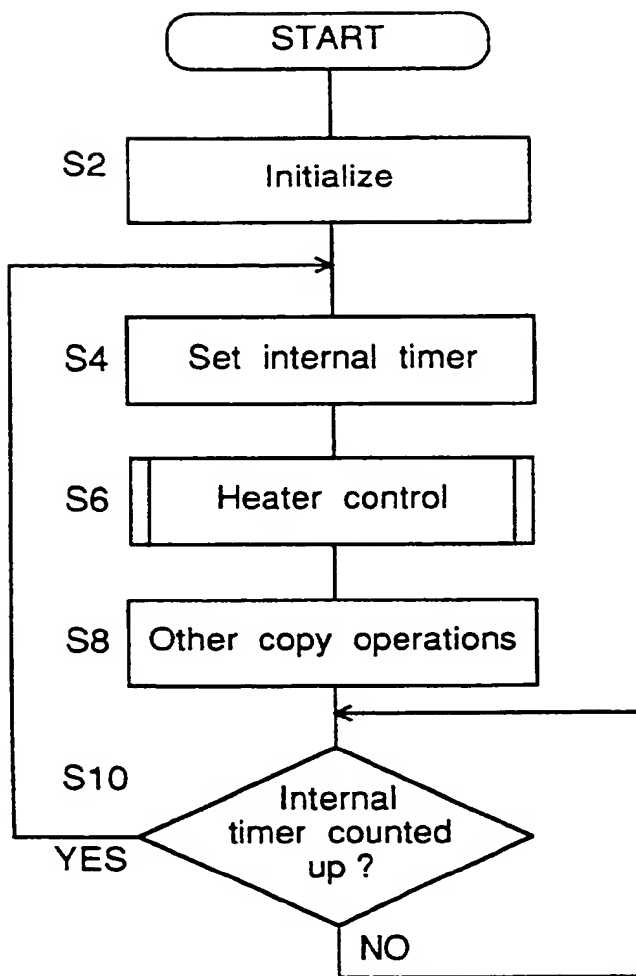 START
S2
Initialize
S4
Set internal timer
S6
Heater control
S8
Other copy operations
S10
Internal
timer counted
up ?
YES
NO